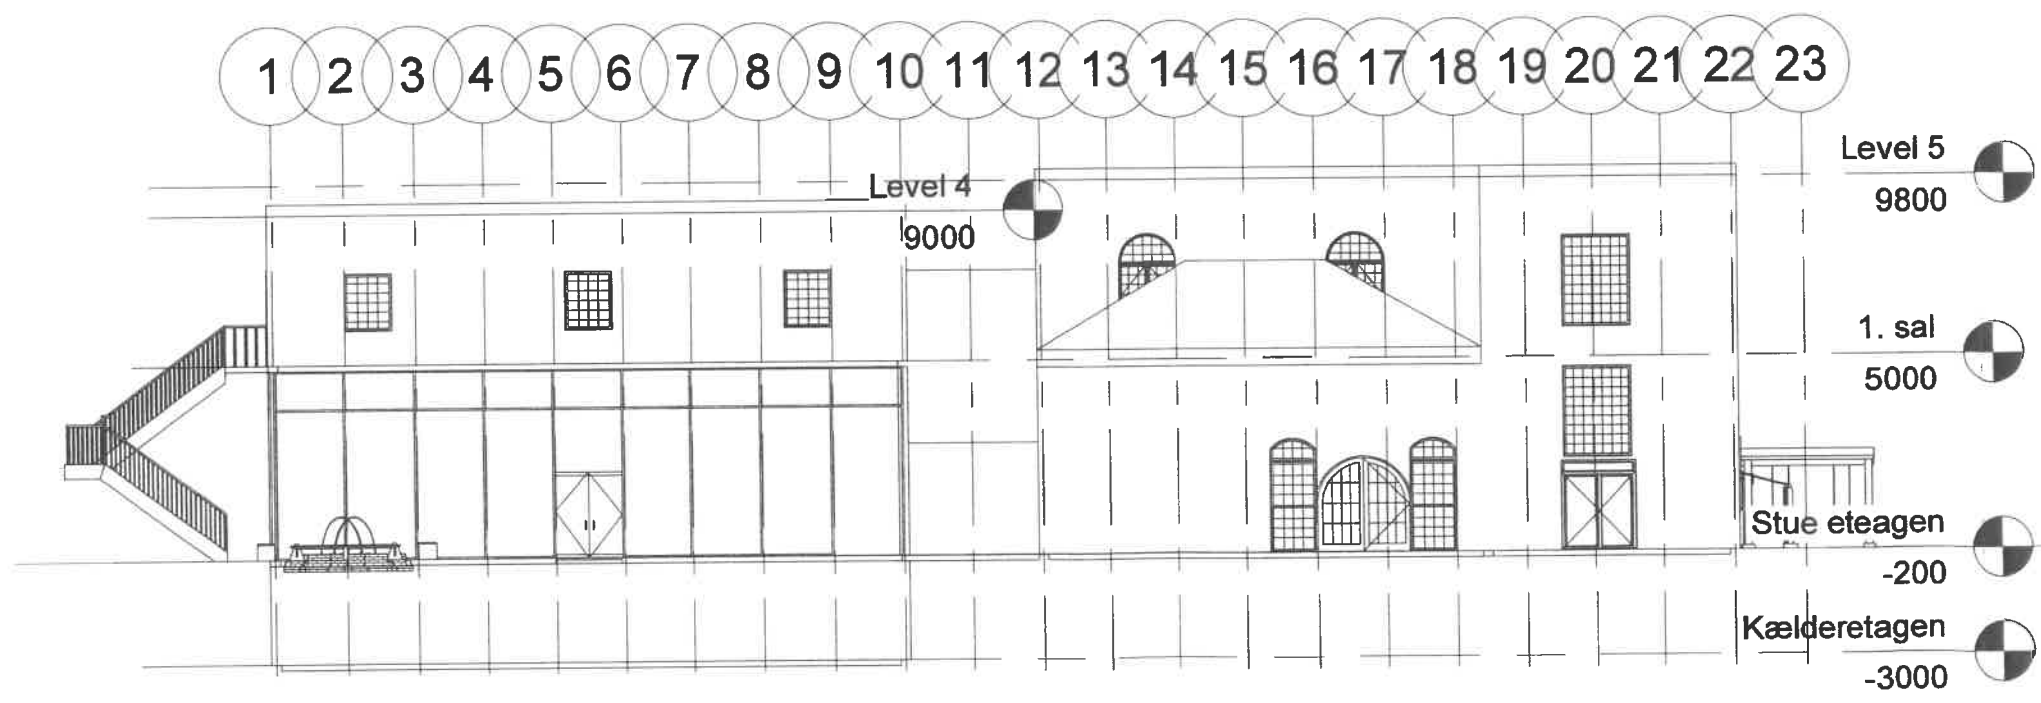 1 2 3 4 5 6 7 8 9 10 11 12 13 14 15 16 17 18 19 20 21 22 23
Level 5
9800
Level 4
9000
1. sal
5000
Stue eteagen
-200
Kælderetagen
-3000